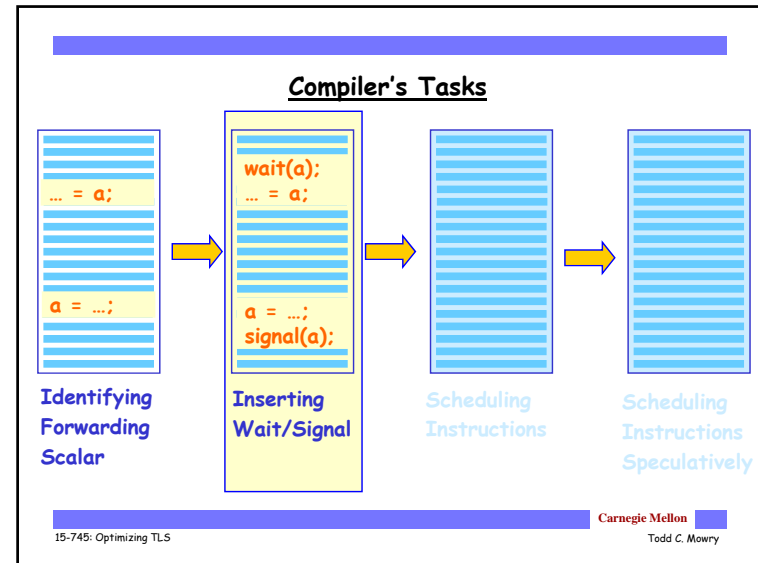 Compiler's Tasks
... = a;
a = ...;
wait(a);
... = a;
a = ...;
signal(a);
Identifying
Forwarding
Scalar
Inserting
Wait/Signal
Scheduling
Instructions
Scheduling
Instructions
Speculatively
Carnegie Mellon
15-745: Optimizing TLS
Todd C. Mowry